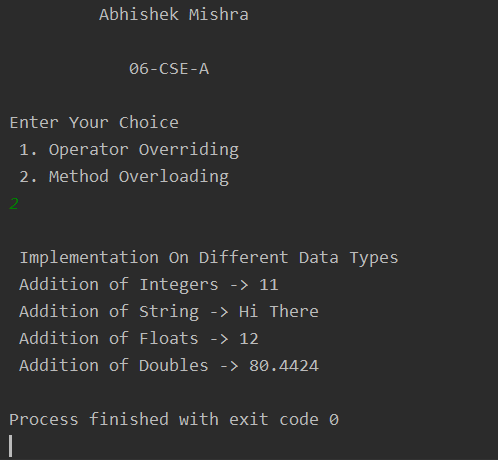 Abhishek Mishra
06-CSE-A
Enter Your Choice
1. Operator Overriding
2. Method Overloading
2
Implementation On Different Data Types
Addition of Integers -> 11
Addition of String -> Hi There
Addition of Floats -> 12
Addition of Doubles -> 80.4424
Process finished with exit code 0